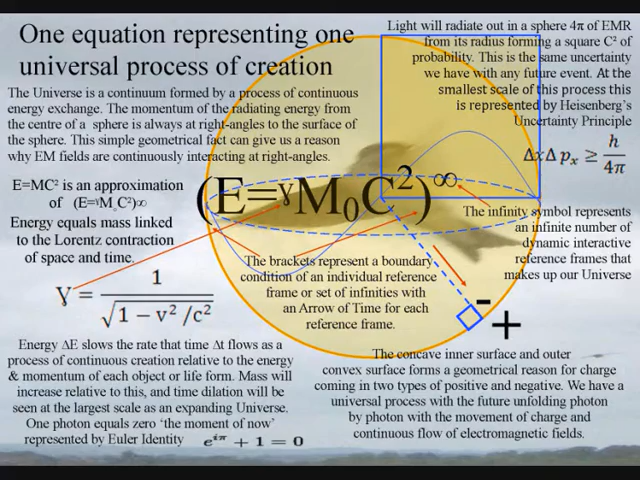 One equation representing one
universal process of creation
The Universe is a continuum formed by a process of continuous
energy exchange. The momentum of the radiating energy from
the centre of a sphere is always at right-angles to the surface of
the sphere. This simple geometrical fact can give us a reason
why EM fields are continuously interacting at right-angles.
Light will radiate out in a sphere 4π of EMR
from its radius forming a square C² of
probability. This is the same uncertainty
we have with any future event. At the
smallest scale of this process this
is represented by Heisenberg's
Uncertainty Principle
ΔxΔpₓ ≥ h/4π
E=MC² is an approximation
of (E=ɣM₀C²)∞
Energy equals mass linked
to the Lorentz contraction
of space and time.
(E=ɣM₀C²)∞
The infinity symbol represents
an infinite number of
dynamic interactive
reference frames that
makes up our Universe
The brackets represent a boundary
condition of an individual reference
frame or set of infinities with
an Arrow of Time for each
reference frame.
ɣ = 1/√(1 – v²/c²)
-
+
Energy ΔE slows the rate that time Δt flows as a
process of continuous creation relative to the energy
& momentum of each object or life form. Mass will
increase relative to this, and time dilation will be
seen at the largest scale as an expanding Universe.
One photon equals zero 'the moment of now'
represented by Euler Identity e^iπ + 1 = 0
The concave inner surface and outer
convex surface forms a geometrical reason for charge
coming in two types of positive and negative. We have a
universal process with the future unfolding photon
by photon with the movement of charge and
continuous flow of electromagnetic fields.